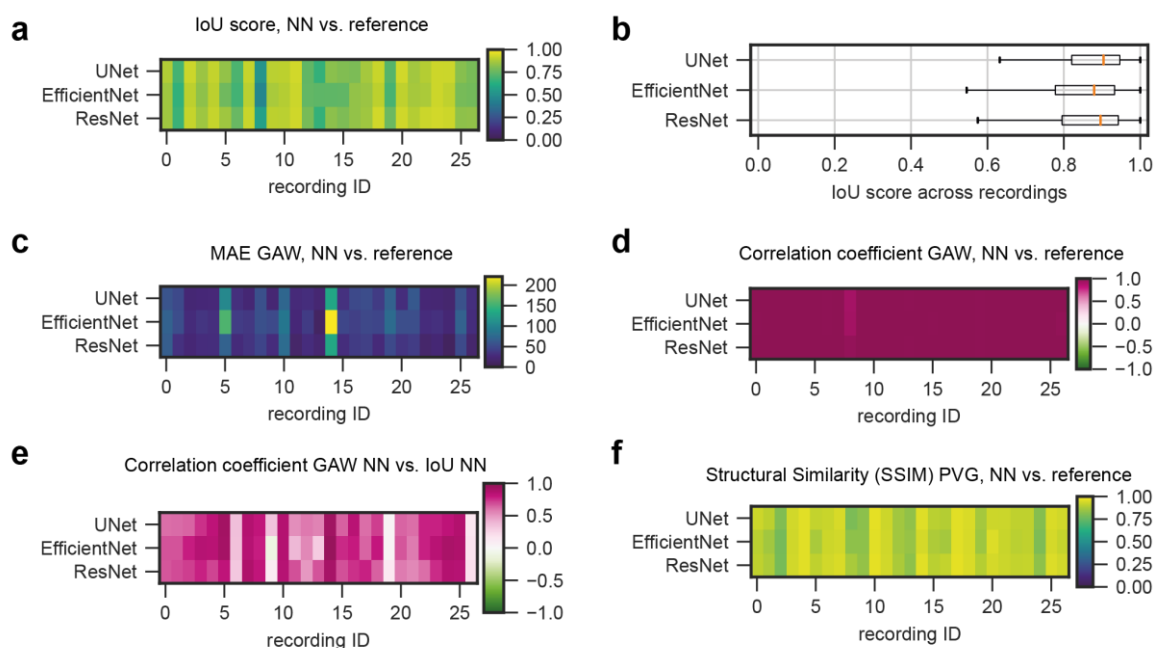 a
IoU score, NN vs. reference
UNet
EfficientNet
ResNet
0 5 10 15 20 25
recording ID
1.00
0.75
0.50
0.25
0.00
b
UNet
EfficientNet
ResNet
0.0 0.2 0.4 0.6 0.8 1.0
IoU score across recordings
c
MAE GAW, NN vs. reference
UNet
EfficientNet
ResNet
0 5 10 15 20 25
recording ID
200
150
100
50
0
d
Correlation coefficient GAW, NN vs. reference
UNet
EfficientNet
ResNet
0 5 10 15 20 25
recording ID
1.0
0.5
0.0
−0.5
−1.0
e
Correlation coefficient GAW NN vs. IoU NN
UNet
EfficientNet
ResNet
0 5 10 15 20 25
recording ID
1.0
0.5
0.0
−0.5
−1.0
f
Structural Similarity (SSIM) PVG, NN vs. reference
UNet
EfficientNet
ResNet
0 5 10 15 20 25
recording ID
1.00
0.75
0.50
0.25
0.00